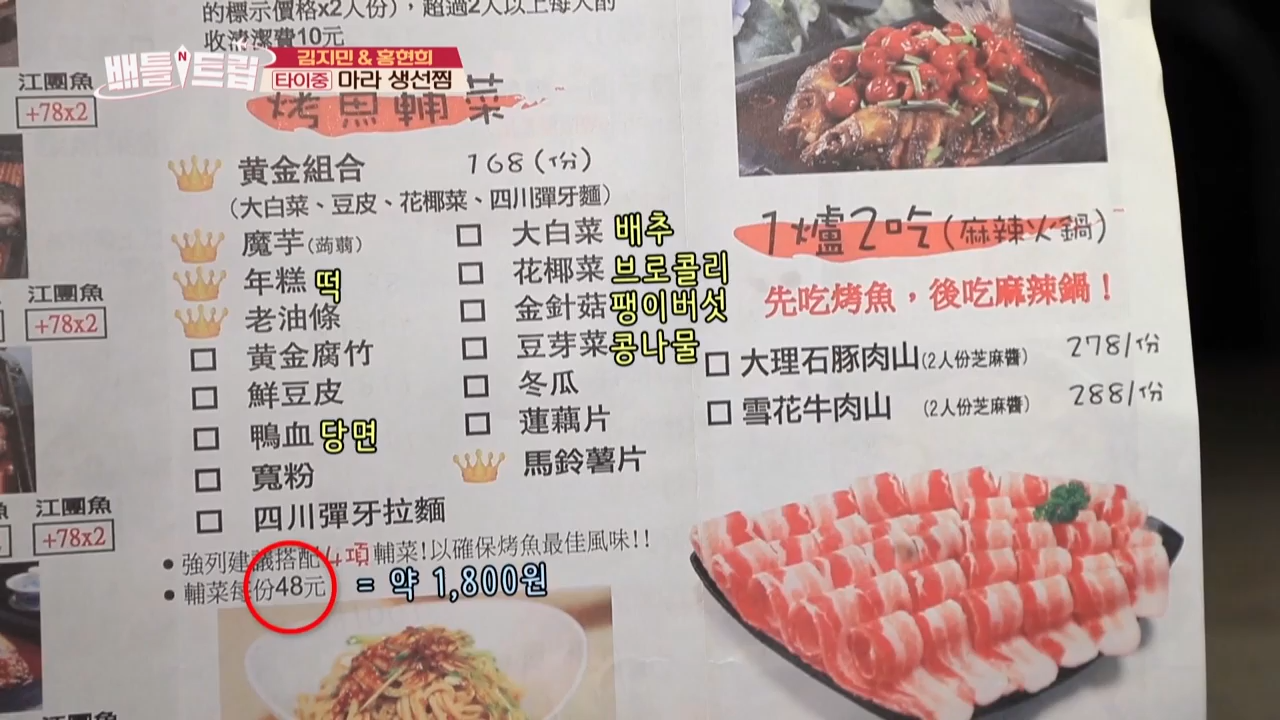 的標示價格x2人份)，超過2人以上每人酌
收清潔費10元
배틀트립
김지민 & 홍현희
타이중 마라 생선찜
江團魚
+78x2
烤魚輔菜
黄金組合 168(份)
(大白菜、豆皮、花椰菜、四川彈牙麵)
魔芋(蒟蒻)
年糕 떡
老油條
黄金腐竹
鮮豆皮
鴨血 당면
寬粉
四川彈牙拉麵
大白菜 배추
花椰菜 브로콜리
金針菇 팽이버섯
豆芽菜 콩나물
冬瓜
蓮藕片
馬鈴薯片
• 強列建議搭配4項輔菜!以確保烤魚最佳風味!!
• 輔菜每份48元 = 약 1,800원
江團魚
+78x2
江團魚
+78x2
1爐2吃(麻辣火鍋)
先吃烤魚，後吃麻辣鍋！
大理石豚肉山(2人份芝麻醬) 278/份
雪花牛肉山 (2人份芝麻醬) 288/份